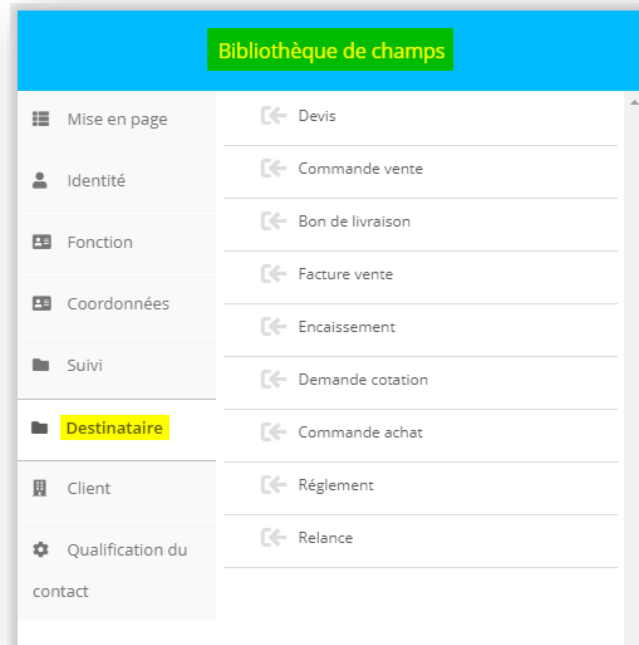 Bibliothèque de champs
Mise en page
Identité
Fonction
Coordonnées
Suivi
Destinataire
Client
Qualification du
contact
Devis
Commande vente
Bon de livraison
Facture vente
Encaissement
Demande cotation
Commande achat
Réglement
Relance